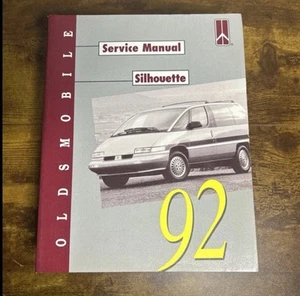 OLDSMOBILE
Service Manual
Silhouette
92